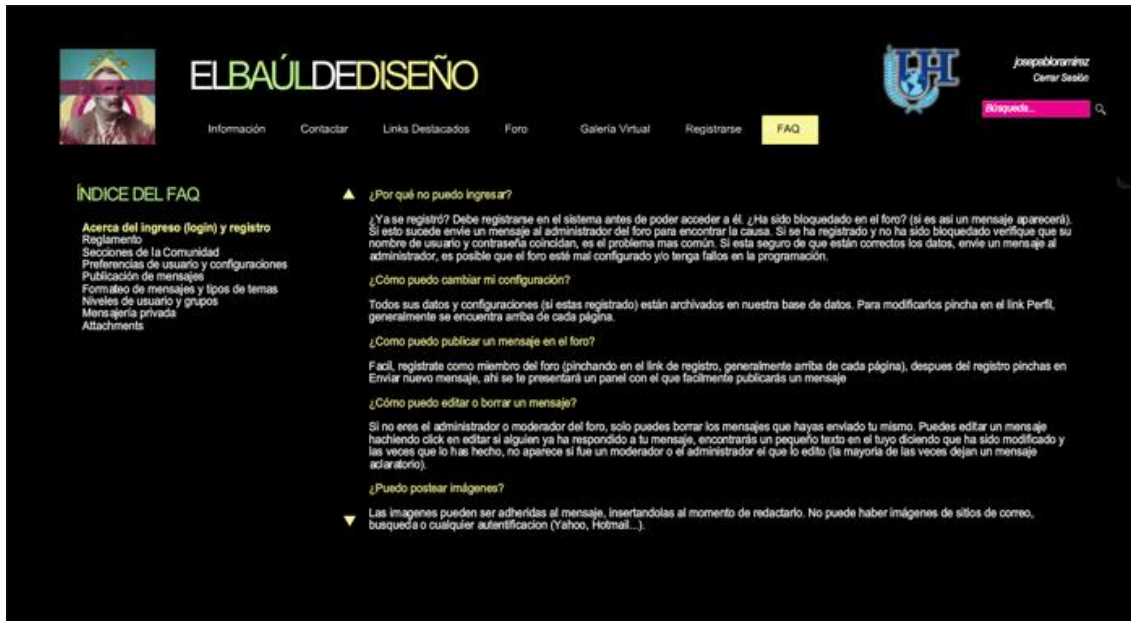 ELBAÚLDEDISEÑO
UH
josepabloramirez
Cerrar Sesión
Búsqueda...
Información
Contactar
Links Destacados
Foro
Galería Virtual
Registrarse
FAQ
ÍNDICE DEL FAQ
Acerca del ingreso (login) y registro
Reglamento
Secciones de la Comunidad
Preferencias de usuario y configuraciones
Publicación de mensajes
Formateo de mensajes y tipos de temas
Niveles de usuario y grupos
Mensajería privada
Attachments
¿Por qué no puedo ingresar?
¿Ya se registró? Debe registrarse en el sistema antes de poder acceder a él. ¿Ha sido bloquedado en el foro? (si es asi un mensaje aparecerá).
Si esto sucede envíe un mensaje al administrador del foro para encontrar la causa. Si se ha registrado y no ha sido bloquedado verifique que su
nombre de usuario y contraseña coincidan, es el problema mas común. Si esta seguro de que están correctos los datos, envie un mensaje al
administrador, es posible que el foro esté mal configurado y/o tenga fallos en la programación.
¿Cómo puedo cambiar mi configuración?
Todos sus datos y configuraciones (si estas registrado) están archivados en nuestra base de datos. Para modificarlos pincha en el link Perfil,
generalmente se encuentra arriba de cada página.
¿Como puedo publicar un mensaje en el foro?
Facil, registrate como miembro del foro (pinchando en el link de registro, generalmente arriba de cada página), despues del registro pinchas en
Enviar nuevo mensaje, ahi se te presentará un panel con el que facilmente publicarás un mensaje
¿Cómo puedo editar o borrar un mensaje?
Si no eres el administrador o moderador del foro, solo puedes borrar los mensajes que hayas enviado tu mismo. Puedes editar un mensaje
hachiendo click en editar si alguien ya ha respondido a tu mensaje, encontrarás un pequeño texto en el tuyo diciendo que ha sido modificado y
las veces que lo has hecho, no aparece si fue un moderador o el administrador el que lo edito (la mayoria de las veces dejan un mensaje
aclaratorio).
¿Puedo postear imágenes?
Las imagenes pueden ser adheridas al mensaje, insertandolas al momento de redactarlo. No puede haber imágenes de sitios de correo,
busqueda o cualquier autentificacion (Yahoo, Hotmail...).